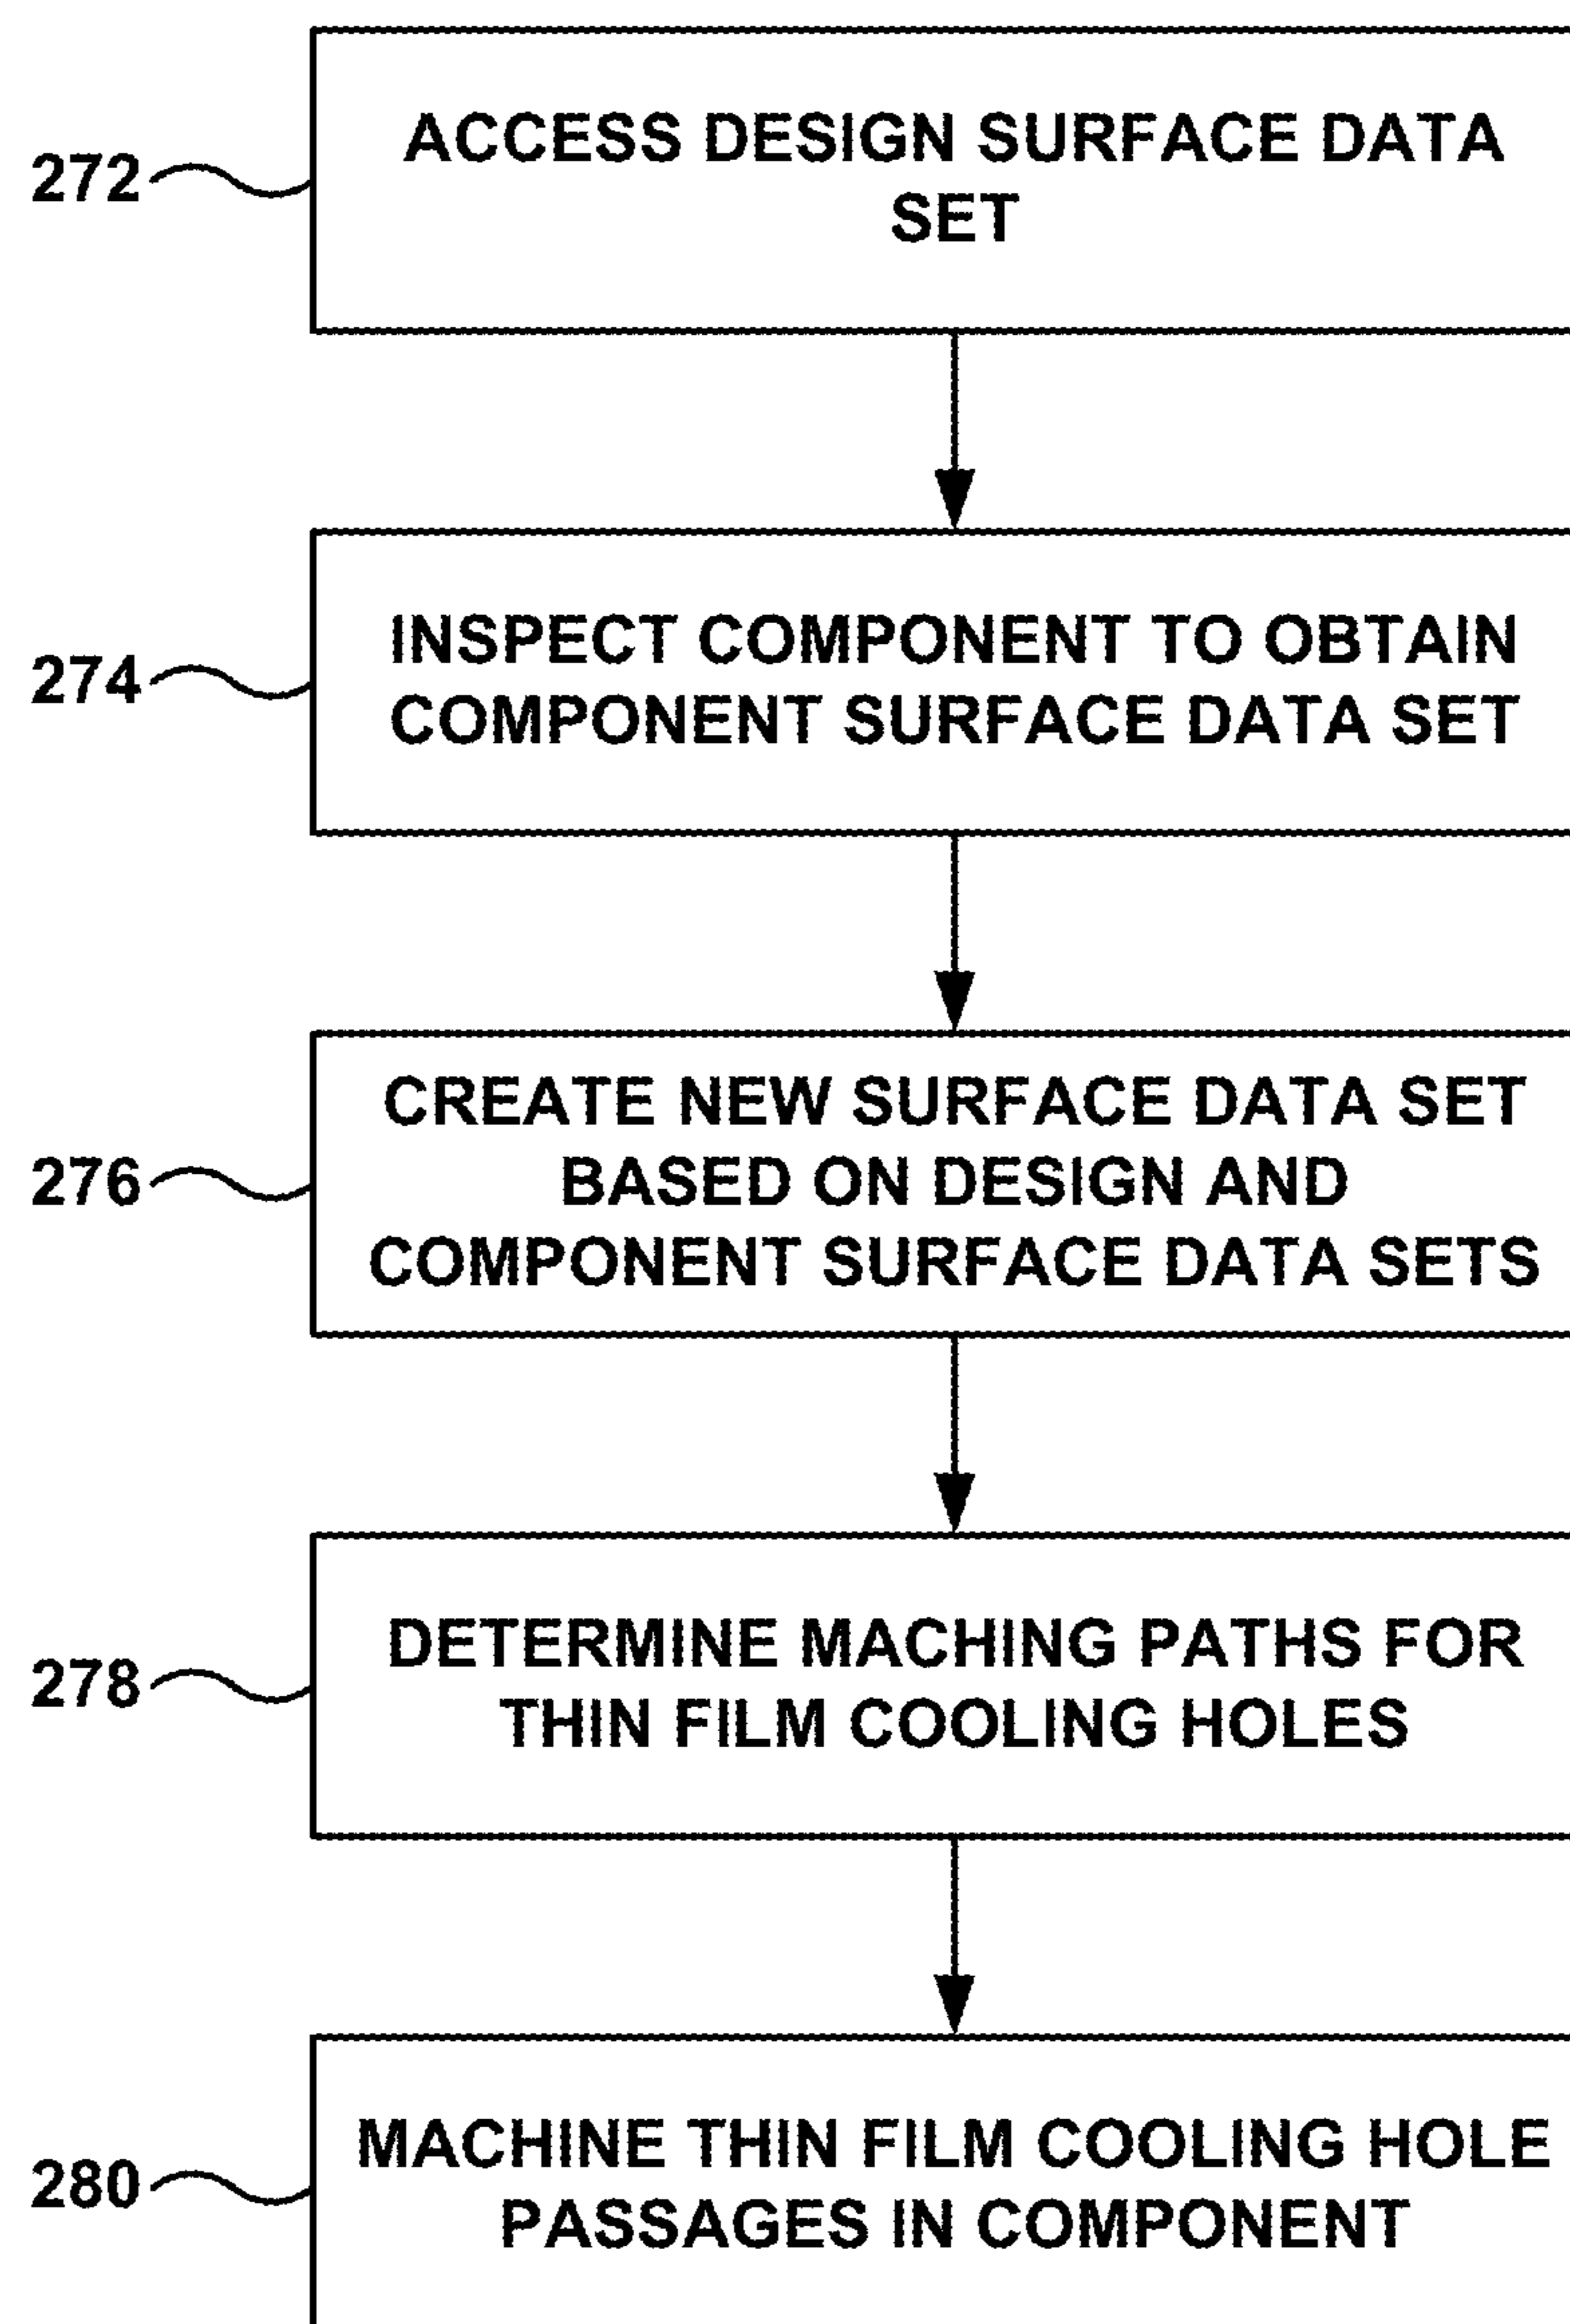 272
ACCESS DESIGN SURFACE DATA
SET
274
INSPECT COMPONENT TO OBTAIN
COMPONENT SURFACE DATA SET
276
CREATE NEW SURFACE DATA SET
BASED ON DESIGN AND
COMPONENT SURFACE DATA SETS
278
DETERMINE MACHING PATHS FOR
THIN FILM COOLING HOLES
280
MACHINE THIN FILM COOLING HOLE
PASSAGES IN COMPONENT